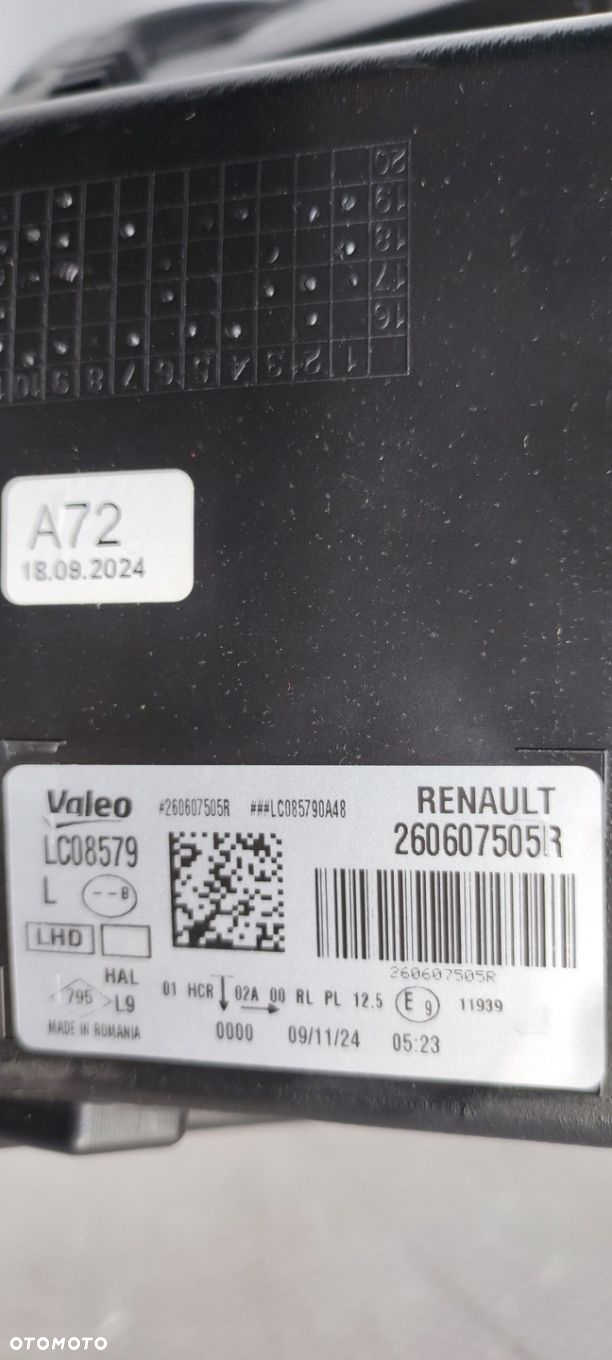 20
19
18
17
16
10 9 8 7 6 5 4 3 2 1
A72
18.09.2024
Valeo #260607505R ###LC085790A48 RENAULT
LC08579 260607505R
L --B
LHD
260607505R
HAL
795 L9 01 HCR 02A 00 RL PL 12.5 E9 11939
MADE IN ROMANIA 0000 09/11/24 05:23
OTOMOTO